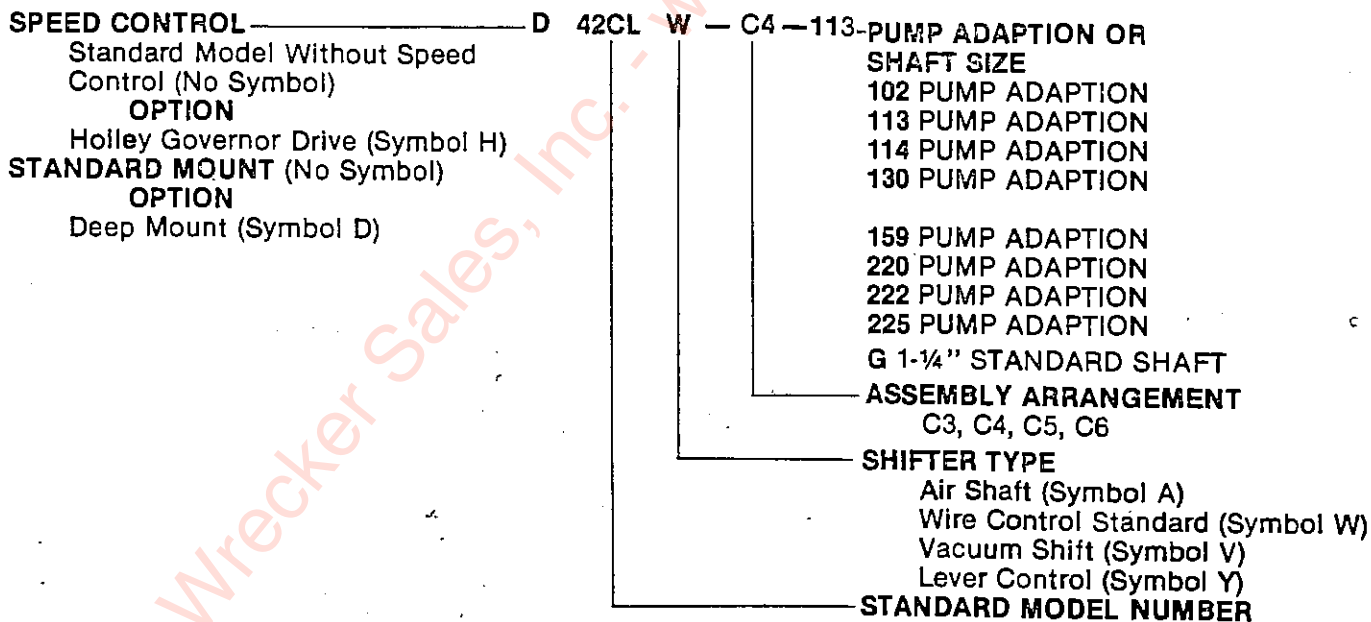 SPEED CONTROL D 42CL W - C4 - 113-PUMP ADAPTION OR
SHAFT SIZE
Standard Model Without Speed
Control (No Symbol)
OPTION
Holley Governor Drive (Symbol H)
STANDARD MOUNT (No Symbol)
OPTION
Deep Mount (Symbol D)
102 PUMP ADAPTION
113 PUMP ADAPTION
114 PUMP ADAPTION
130 PUMP ADAPTION
159 PUMP ADAPTION
220 PUMP ADAPTION
222 PUMP ADAPTION
225 PUMP ADAPTION
G 1-¼" STANDARD SHAFT
ASSEMBLY ARRANGEMENT
C3, C4, C5, C6
SHIFTER TYPE
Air Shaft (Symbol A)
Wire Control Standard (Symbol W)
Vacuum Shift (Symbol V)
Lever Control (Symbol Y)
STANDARD MODEL NUMBER
Wrecker Sales, Inc. - w